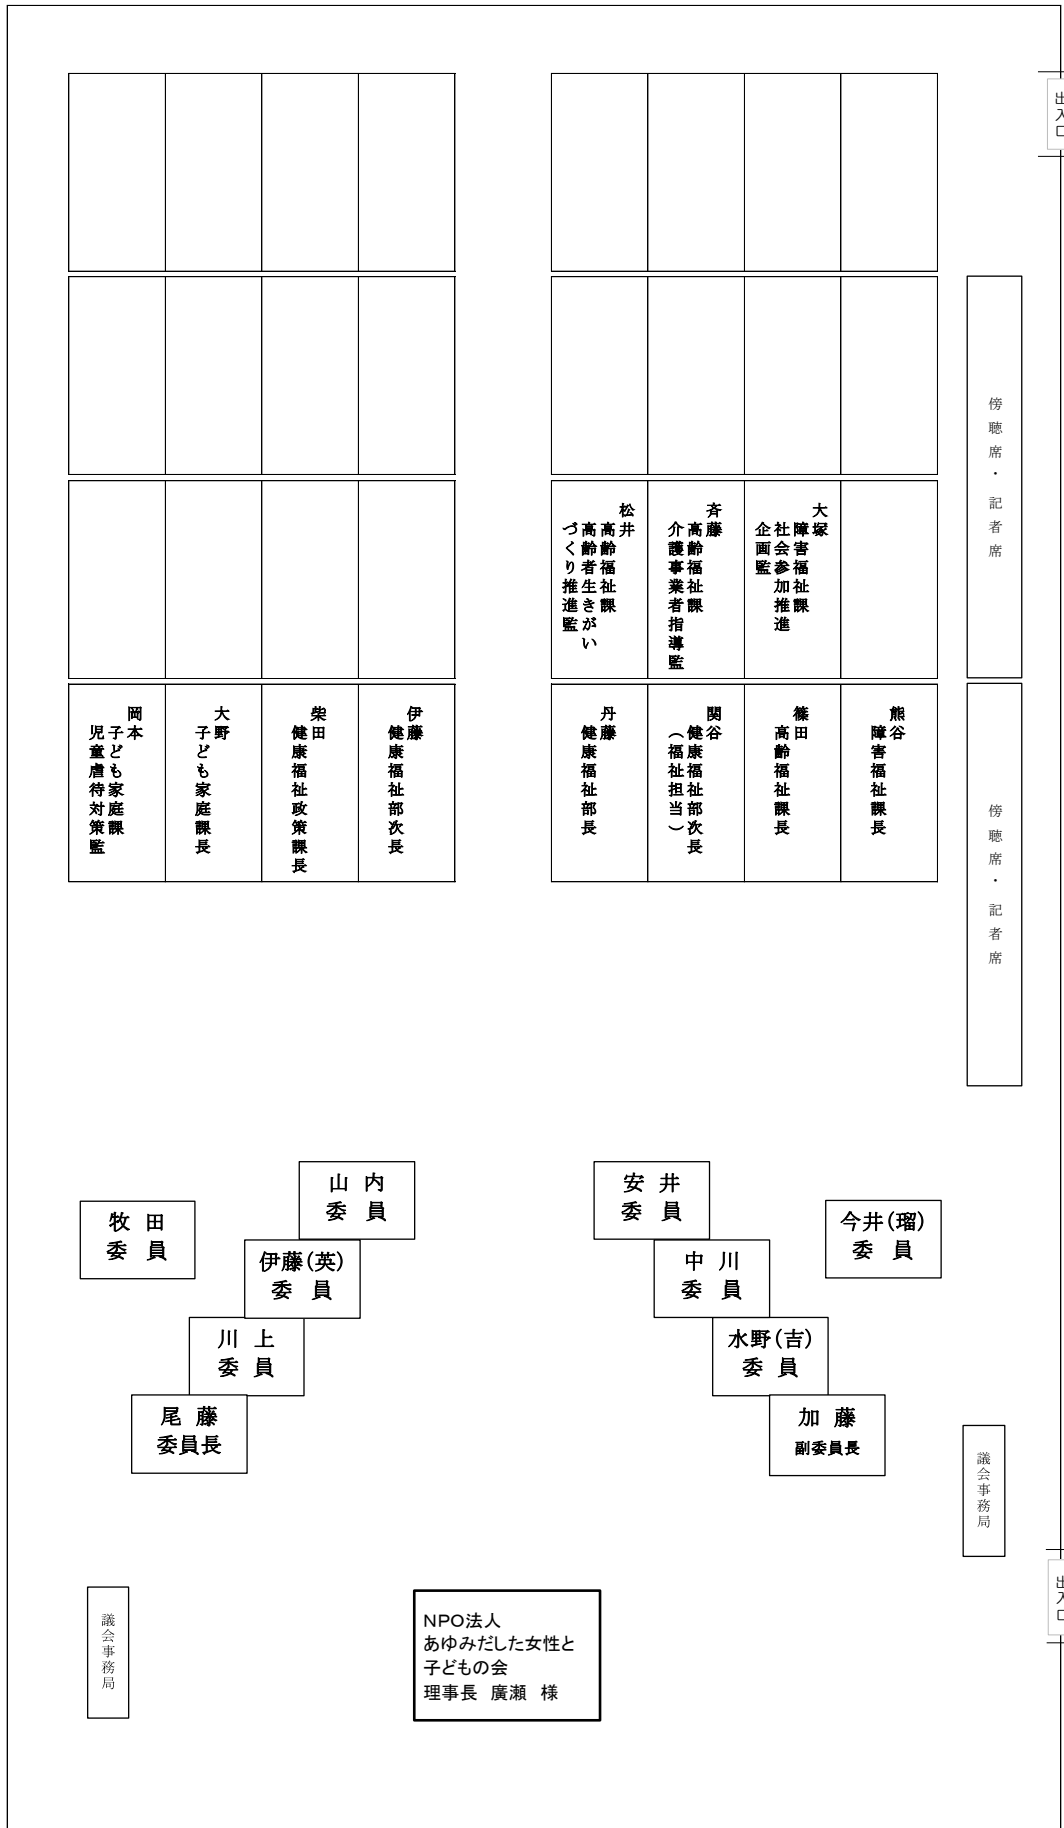 出入口
傍聴席・記者席
大塚
障害福祉課
社会参加推進
企画監
斉藤
高齢福祉課
介護事業者指導監
松井
高齢福祉課
高齢者生きがい
づくり推進監
傍聴席・記者席
熊谷
障害福祉課長
篠田
高齢福祉課長
関谷
健康福祉部次長
（福祉担当）
丹藤
健康福祉部長
伊藤
健康福祉部次長
柴田
健康福祉政策課長
大野
子ども家庭課長
岡本
子ども家庭課
児童虐待対策監
山 内
委 員
安 井
委 員
牧 田
委 員
今井(瑠)
委 員
伊藤(英)
委 員
中 川
委 員
川 上
委 員
水野(吉)
委 員
尾 藤
委員長
加 藤
副委員長
議会事務局
出入口
議会事務局
NPO法人
あゆみだした女性と
子どもの会
理事長 廣瀬 様